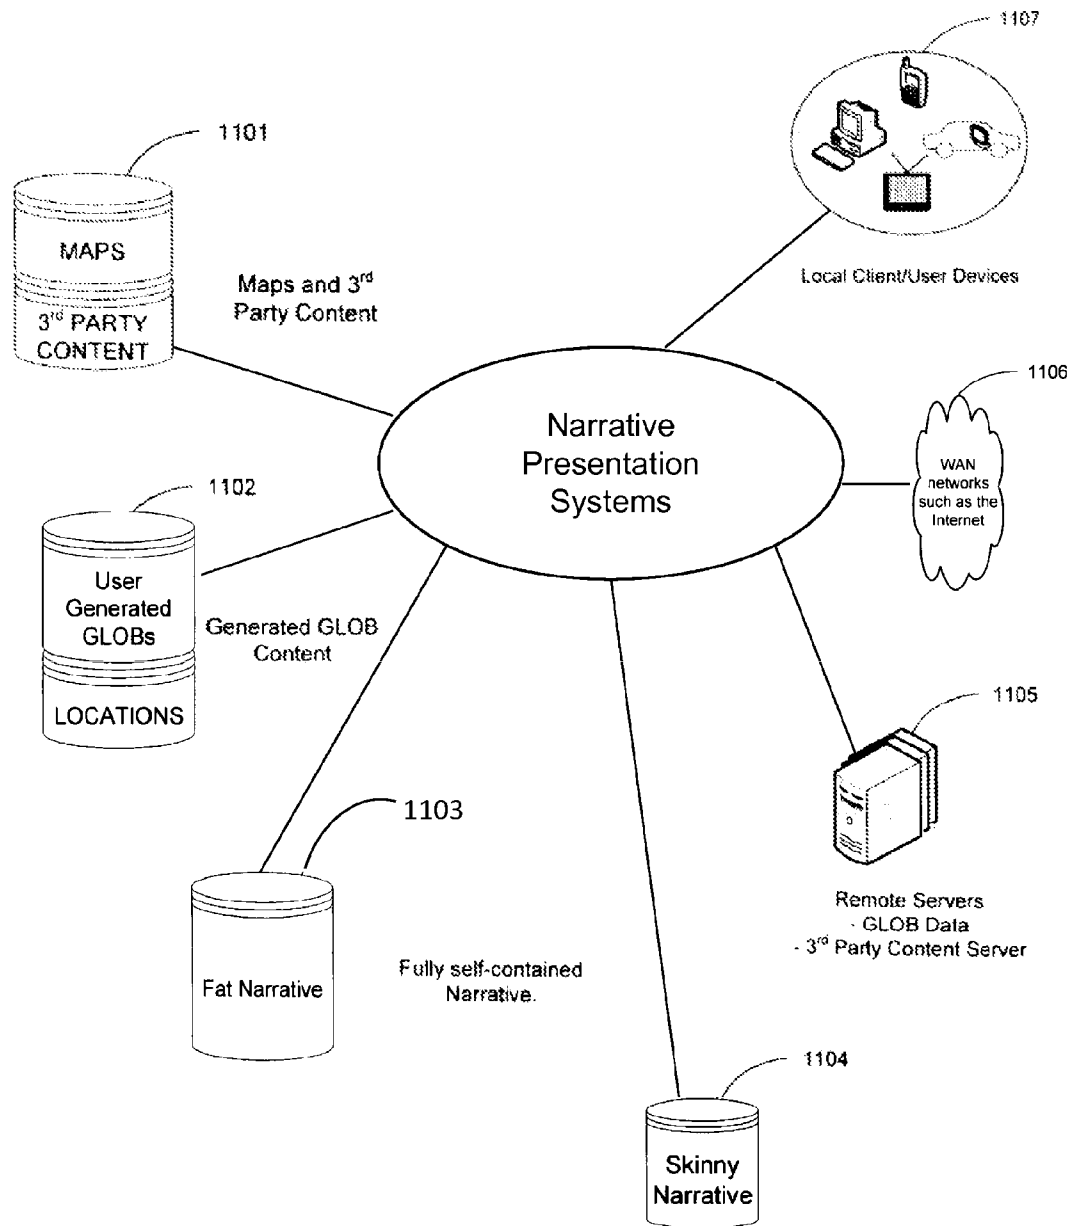 1107
1101
MAPS
3rd PARTY
CONTENT
Maps and 3rd
Party Content
Local Client/User Devices
1106
WAN
networks
such as the
Internet
Narrative
Presentation
Systems
1102
User
Generated
GLOBs
LOCATIONS
Generated GLOB
Content
1105
Remote Servers
- GLOB Data
- 3rd Party Content Server
1103
Fat Narrative
Fully self-contained
Narrative.
1104
Skinny
Narrative